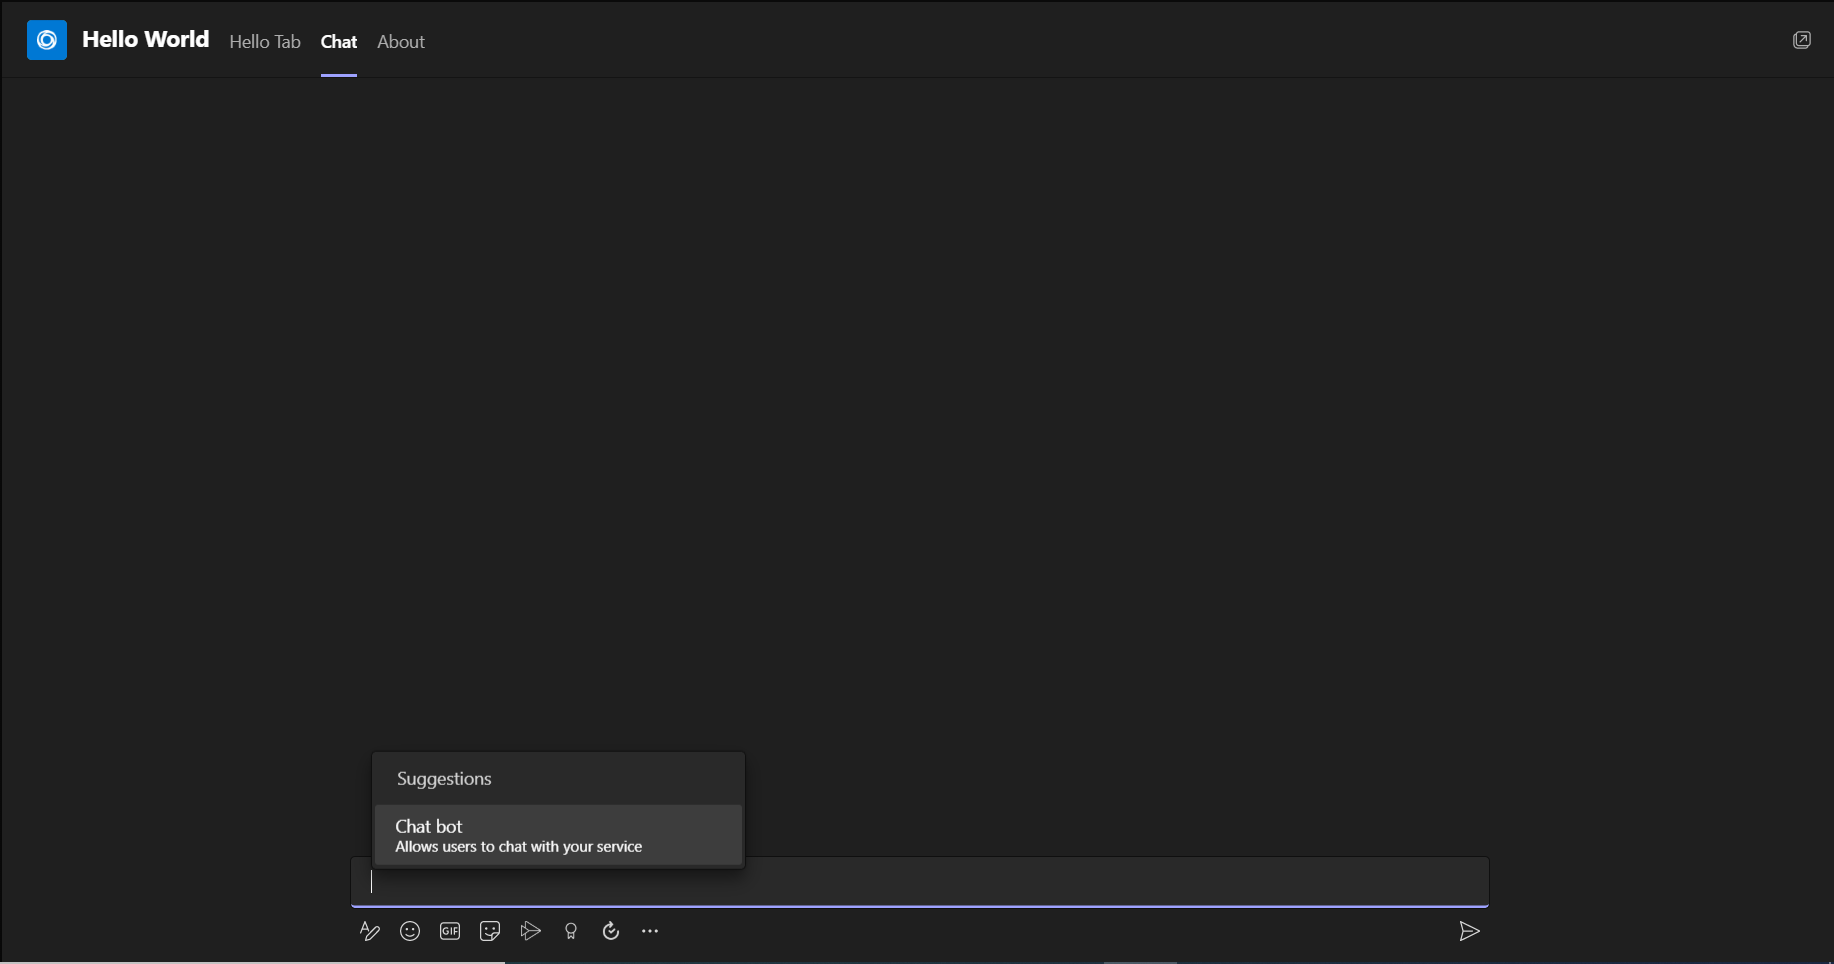 Hello World Hello Tab Chat About
Suggestions
Chat bot
Allows users to chat with your service
GIF